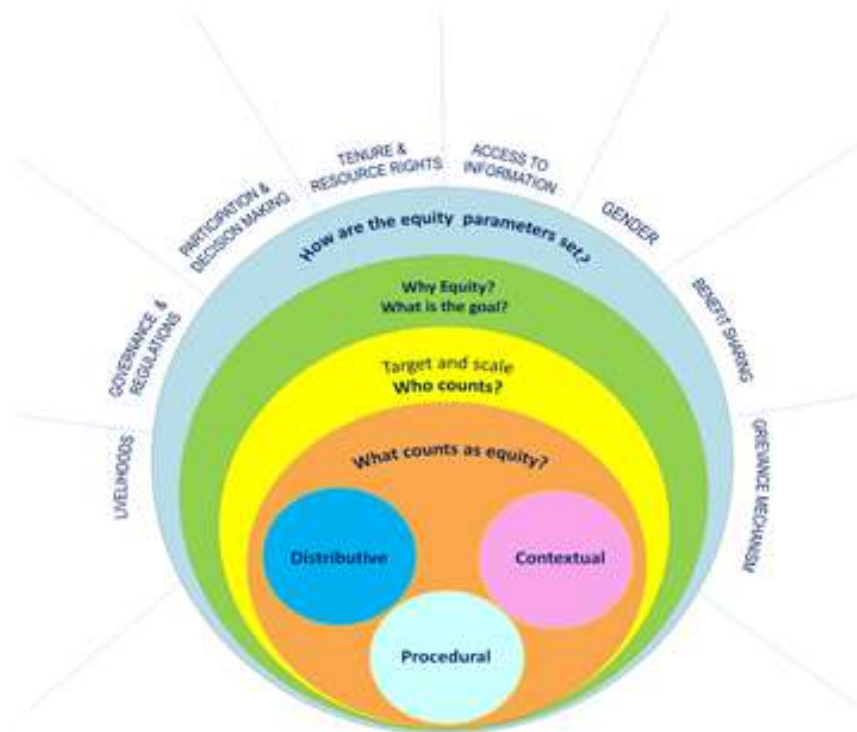 LIVELIHOODS
GOVERNANCE &
REGULATIONS
PARTICIPATION &
DECISION MAKING
TENURE &
RESOURCE RIGHTS
ACCESS TO
INFORMATION
GENDER
BENEFIT SHARING
GRIEVANCE MECHANISM
How are the equity parameters set?
Why Equity?
What is the goal?
Target and scale
Who counts?
What counts as equity?
Distributive
Contextual
Procedural